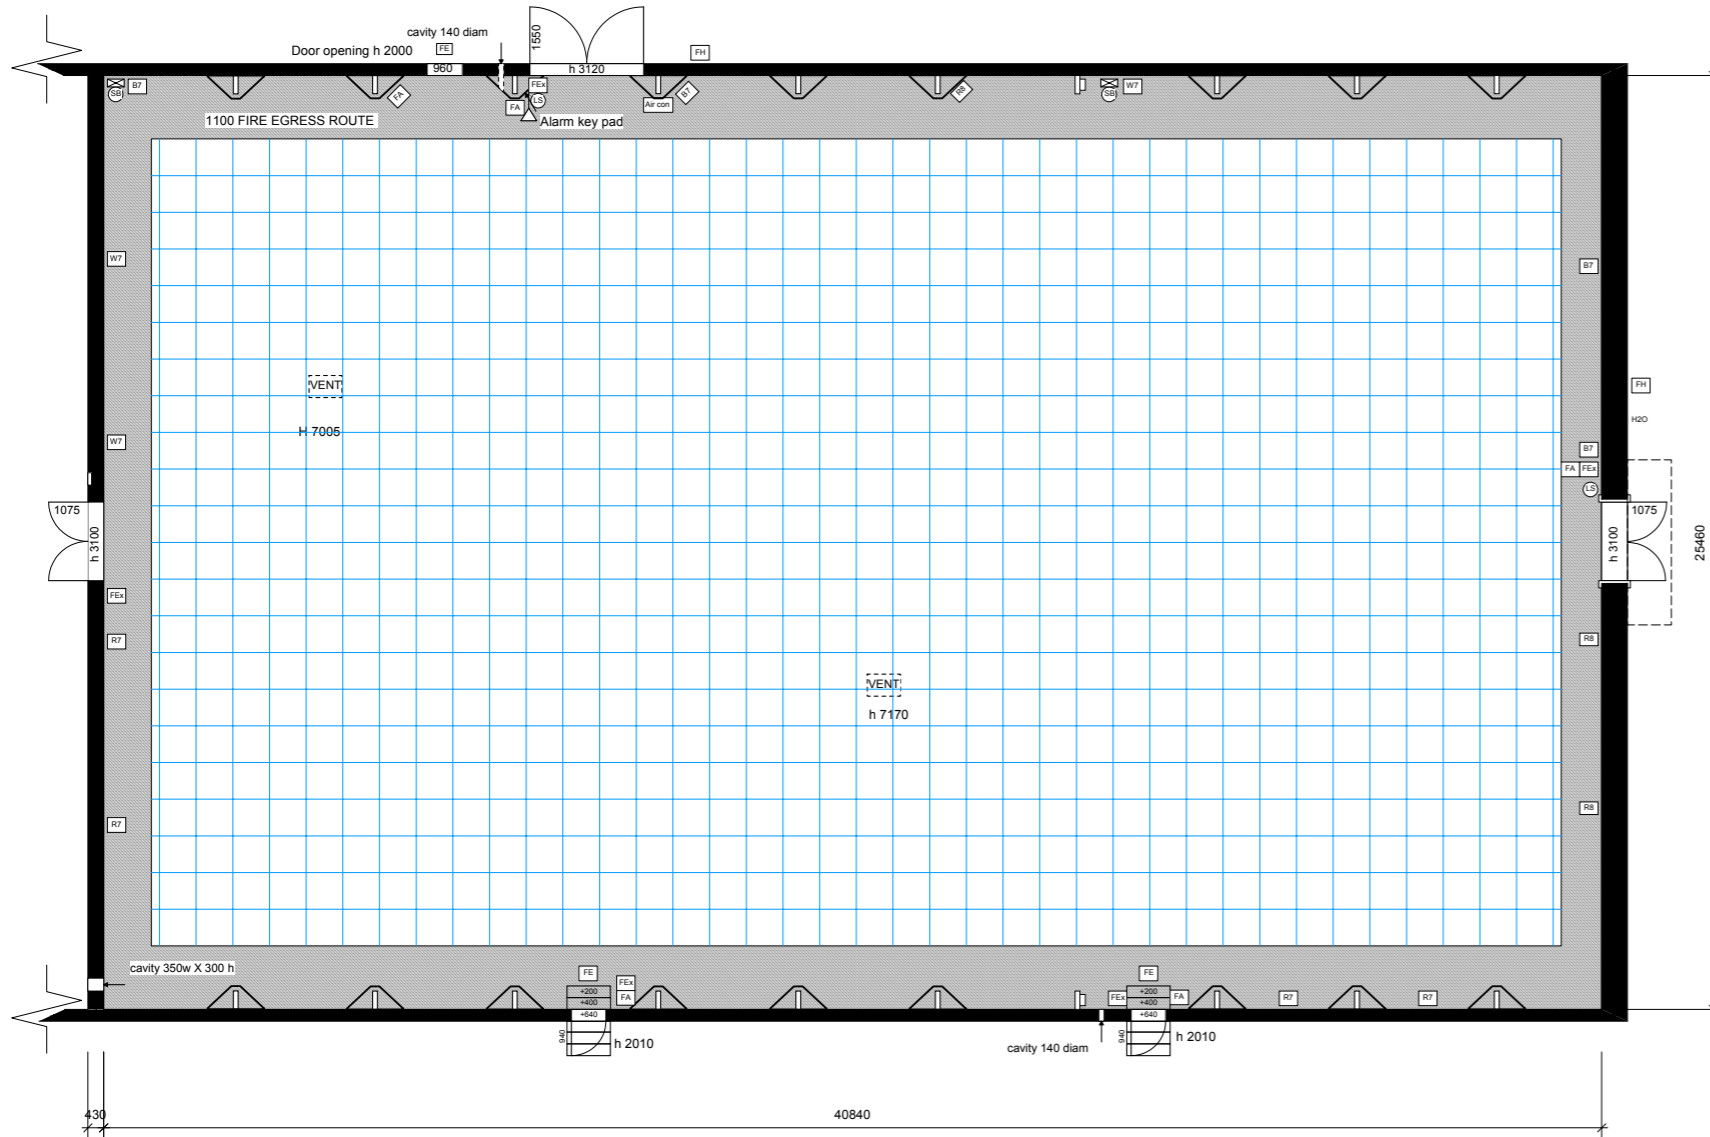 cavity 140 diam
1550
Door opening h 2000
FE
FH
960
h 3120
SB
B7
FA
FEx
LS
FA
Air con
B7
R8
SB
W7
1100 FIRE EGRESS ROUTE
Alarm key pad
W7
B7
VENT
FH
H2O
H 7005
W7
B7
FA
FEx
LS
1075
h 3100
1075
h 3100
25460
FEx
R7
R8
VENT
h 7170
R8
R7
cavity 350w X 300 h
FE
FEx
FA
+200
+400
+640
940
h 2010
FE
FEx
FA
+200
+400
+640
940
h 2010
R7
R7
cavity 140 diam
430
40840